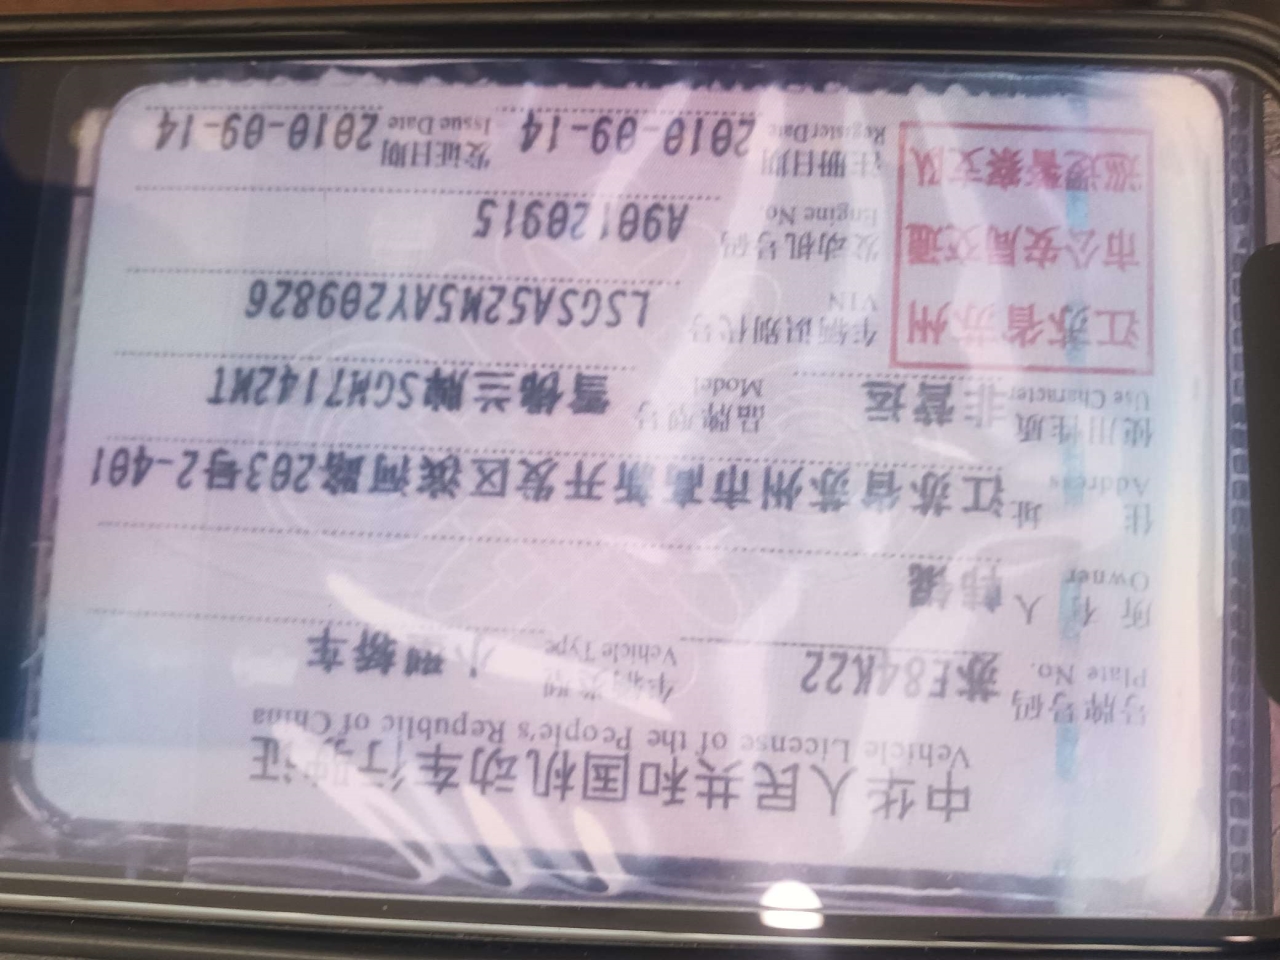 中华人民共和国机动车行驶证
Vehicle License of the People's Republic of China
号牌号码 Plate No. 苏E84K22 车辆类型 Vehicle Type 小型轿车
所有人 Owner 韩锟
住址 Address 江苏省苏州市高新开发区滨河路203号2-401
使用性质 Use Character 非营运 品牌型号 Model 雪佛兰牌SGM7142MT
江苏省苏州
市公安局交通
巡逻警察支队
车辆识别代号 VIN LSGSA52M5AY209826
发动机号码 Engine No. A90120915
注册日期 Register Date 2010-09-14 发证日期 Issue Date 2010-09-14